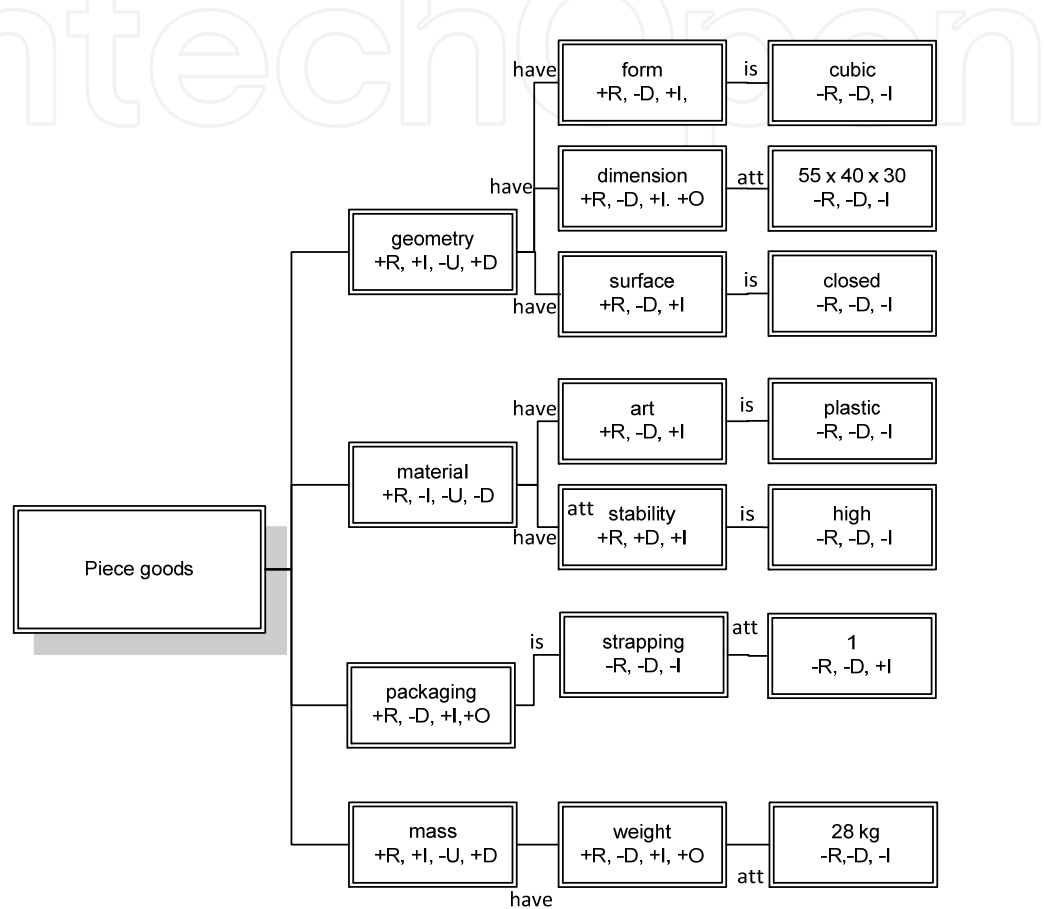 IntechOpen
have
form
+R, -D, +I,
is
cubic
-R, -D, -I
have
dimension
+R, -D, +I. +O
att
55 x 40 x 30
-R, -D, -I
geometry
+R, +I, -U, +D
have
surface
+R, -D, +I
is
closed
-R, -D, -I
have
art
+R, -D, +I
is
plastic
-R, -D, -I
material
+R, -I, -U, -D
have
att
stability
+R, +D, +I
is
high
-R, -D, -I
Piece goods
is
strapping
-R, -D, -I
att
1
-R, -D, +I
packaging
+R, -D, +I,+O
mass
+R, +I, -U, +D
have
weight
+R, -D, +I, +O
att
28 kg
-R,-D, -I